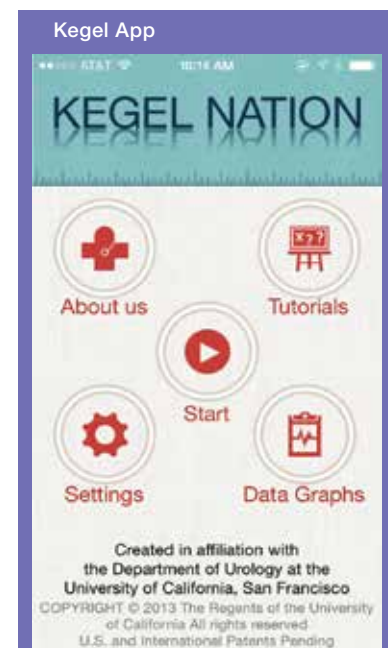 Kegel App
AT&T 10:16 AM
KEGEL NATION
About us
Tutorials
Start
Settings
Data Graphs
Created in affiliation with
the Department of Urology at the
University of California, San Francisco
COPYRIGHT © 2013 The Regents of the University
of California All rights reserved
U.S. and International Patents Pending